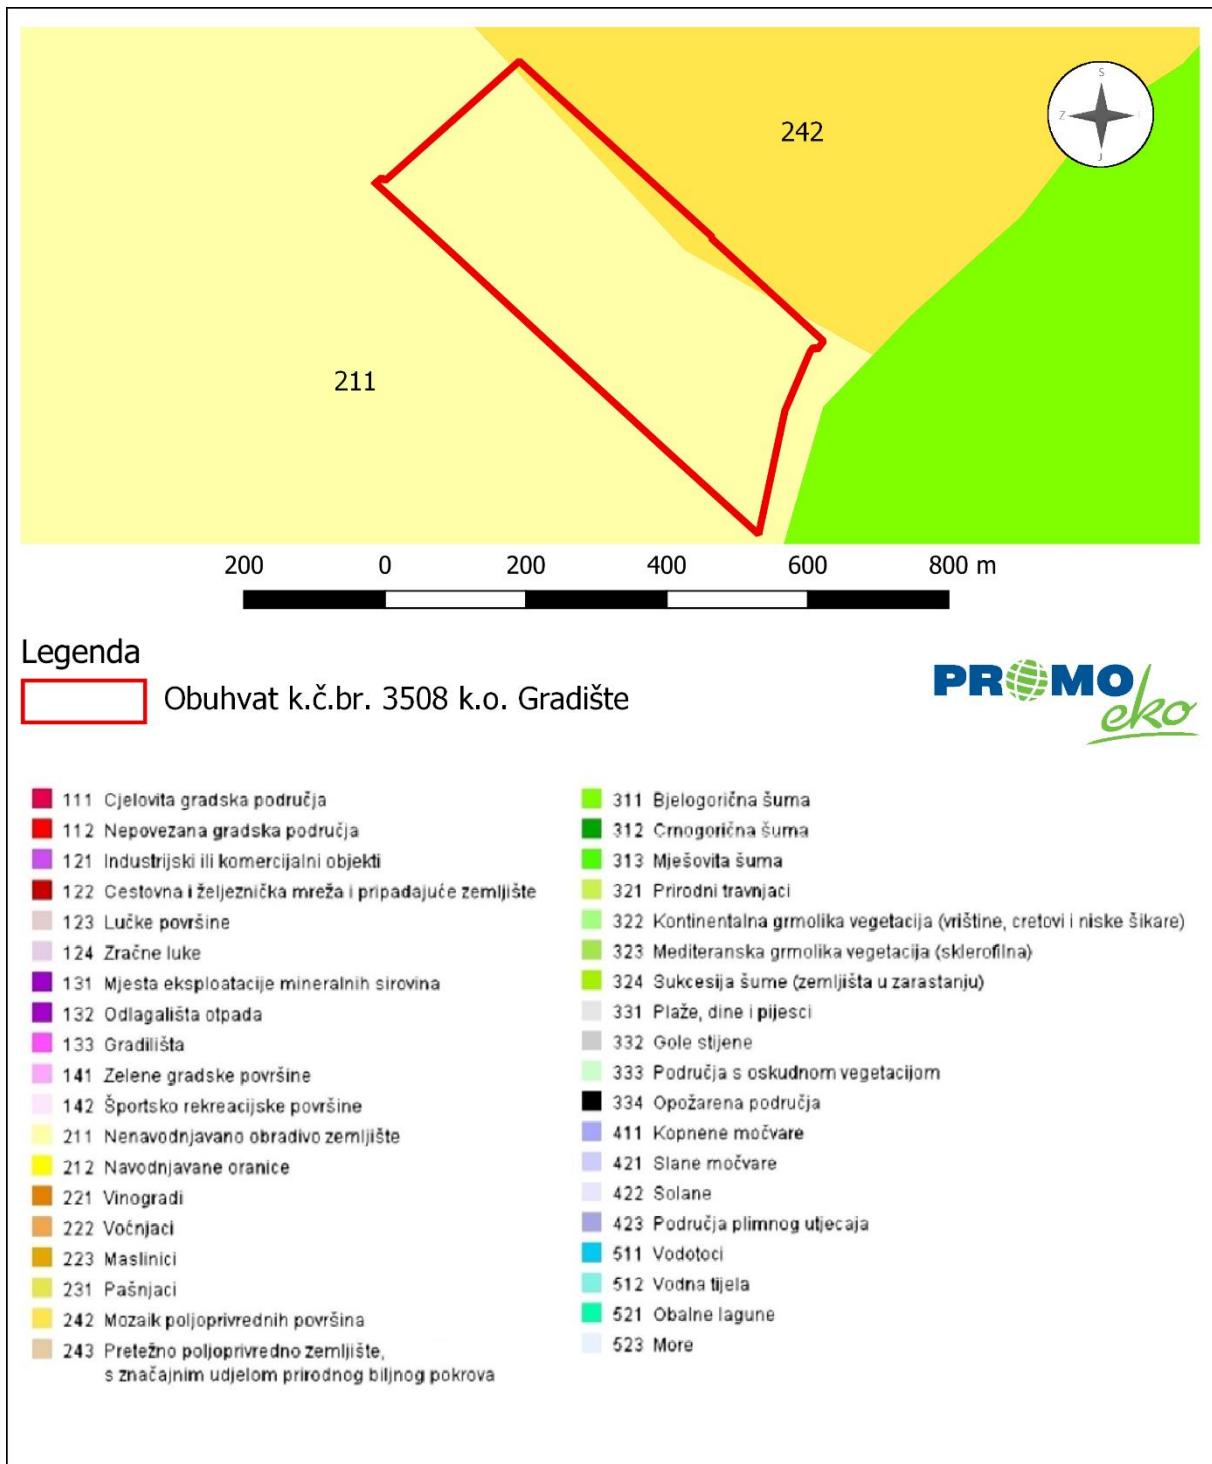 S
Z
I
J
242
211
200 0 200 400 600 800 m
Legenda
Obuhvat k.č.br. 3508 k.o. Gradište
PROMO
eko
111 Cjelovita gradska područja
112 Nepovezana gradska područja
121 Industrijski ili komercijalni objekti
122 Cestovna i željeznička mreža i pripadajuće zemljište
123 Lučke površine
124 Zračne luke
131 Mjesta eksploatacije mineralnih sirovina
132 Odlagališta otpada
133 Gradilišta
141 Zelene gradske površine
142 Športsko rekreacijske površine
211 Nenavodnjavano obradivo zemljište
212 Navodnjavane oranice
221 Vinogradi
222 Voćnjaci
223 Maslinici
231 Pašnjaci
242 Mozaik poljoprivrednih površina
243 Pretežno poljoprivredno zemljište,
s značajnim udjelom prirodnog biljnog pokrova
311 Bjelogorična šuma
312 Crnogorična šuma
313 Mješovita šuma
321 Prirodni travnjaci
322 Kontinentalna grmolika vegetacija (vrištine, cretovi i niske šikare)
323 Mediteranska grmolika vegetacija (sklerofilna)
324 Sukcesija šume (zemljišta u zarastanju)
331 Plaže, dine i pijesci
332 Gole stijene
333 Područja s oskudnom vegetacijom
334 Opožarena područja
411 Kopnene močvare
421 Slane močvare
422 Solane
423 Područja plimnog utjecaja
511 Vodotoci
512 Vodna tijela
521 Obalne lagune
523 More